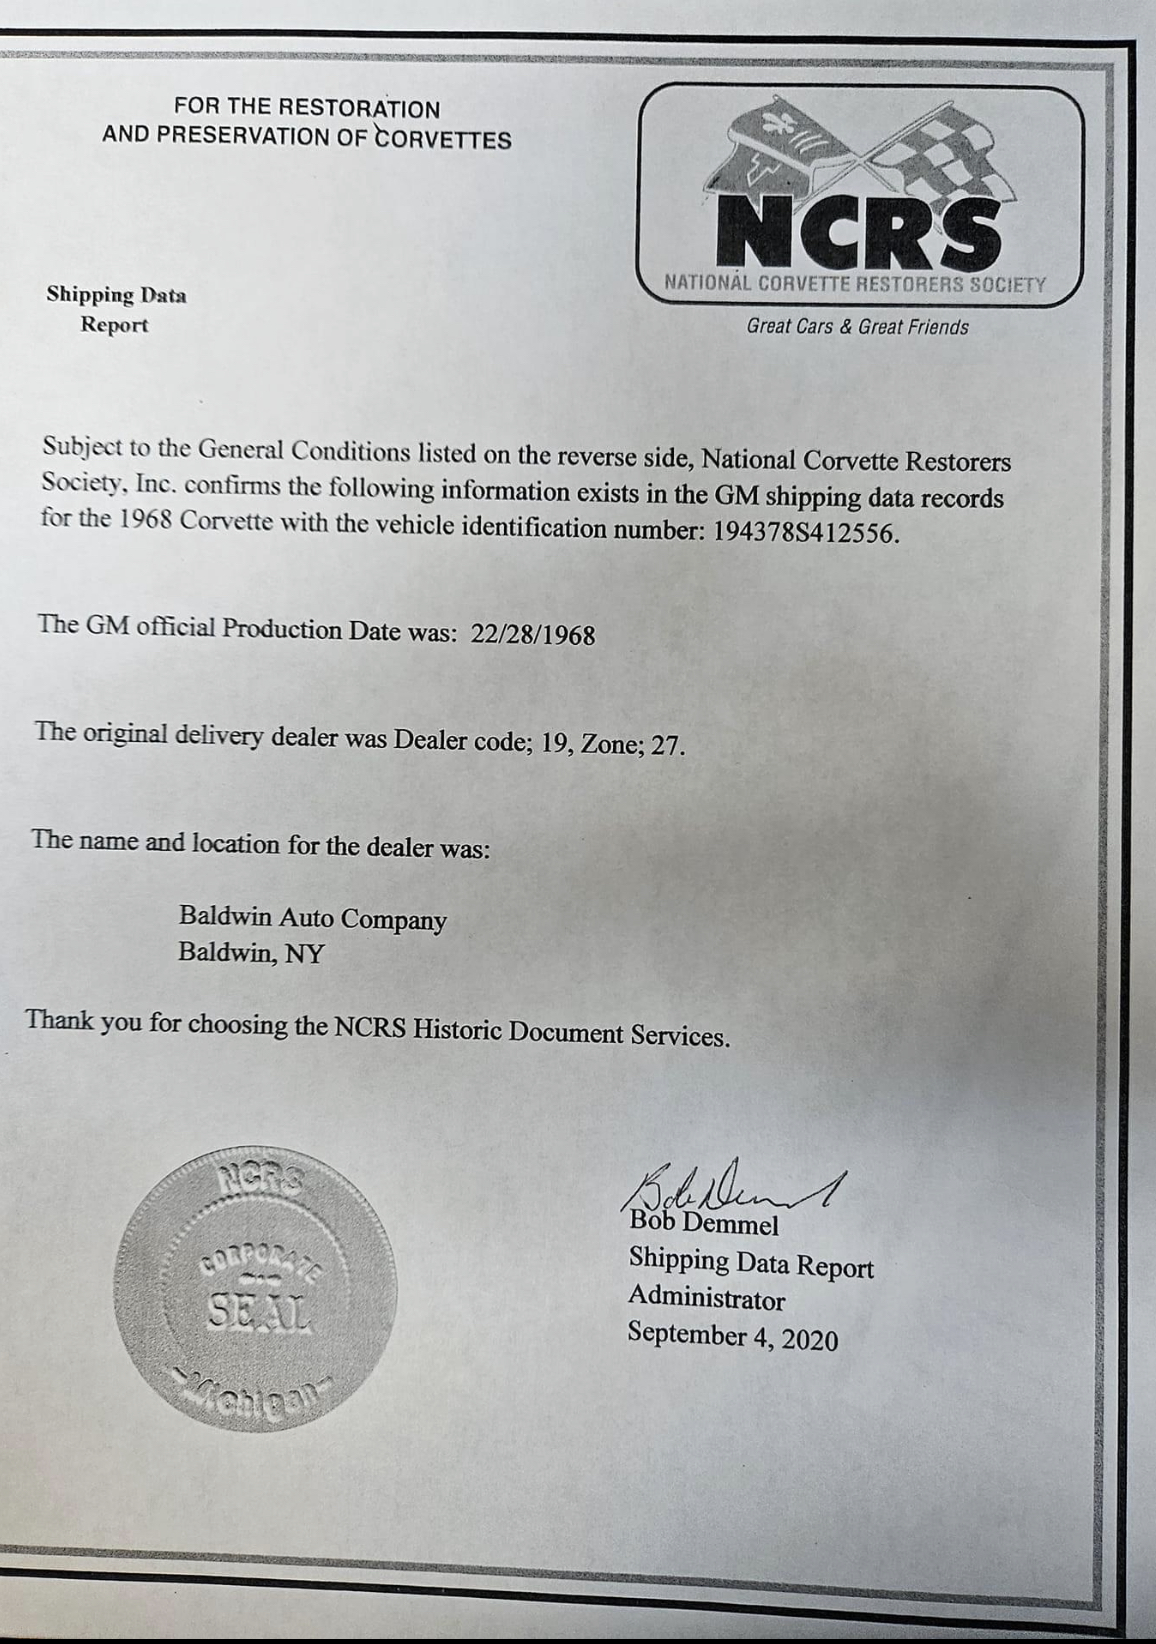 FOR THE RESTORATION
AND PRESERVATION OF CORVETTES
NCRS
NATIONAL CORVETTE RESTORERS SOCIETY
Great Cars & Great Friends
Shipping Data
Report
Subject to the General Conditions listed on the reverse side, National Corvette Restorers
Society, Inc. confirms the following information exists in the GM shipping data records
for the 1968 Corvette with the vehicle identification number: 194378S412556.
The GM official Production Date was: 22/28/1968
The original delivery dealer was Dealer code; 19, Zone; 27.
The name and location for the dealer was:
Baldwin Auto Company
Baldwin, NY
Thank you for choosing the NCRS Historic Document Services.
NCRS
CORPORATE
SEAL
-Michigan-
Bob Demmel
Bob Demmel
Shipping Data Report
Administrator
September 4, 2020